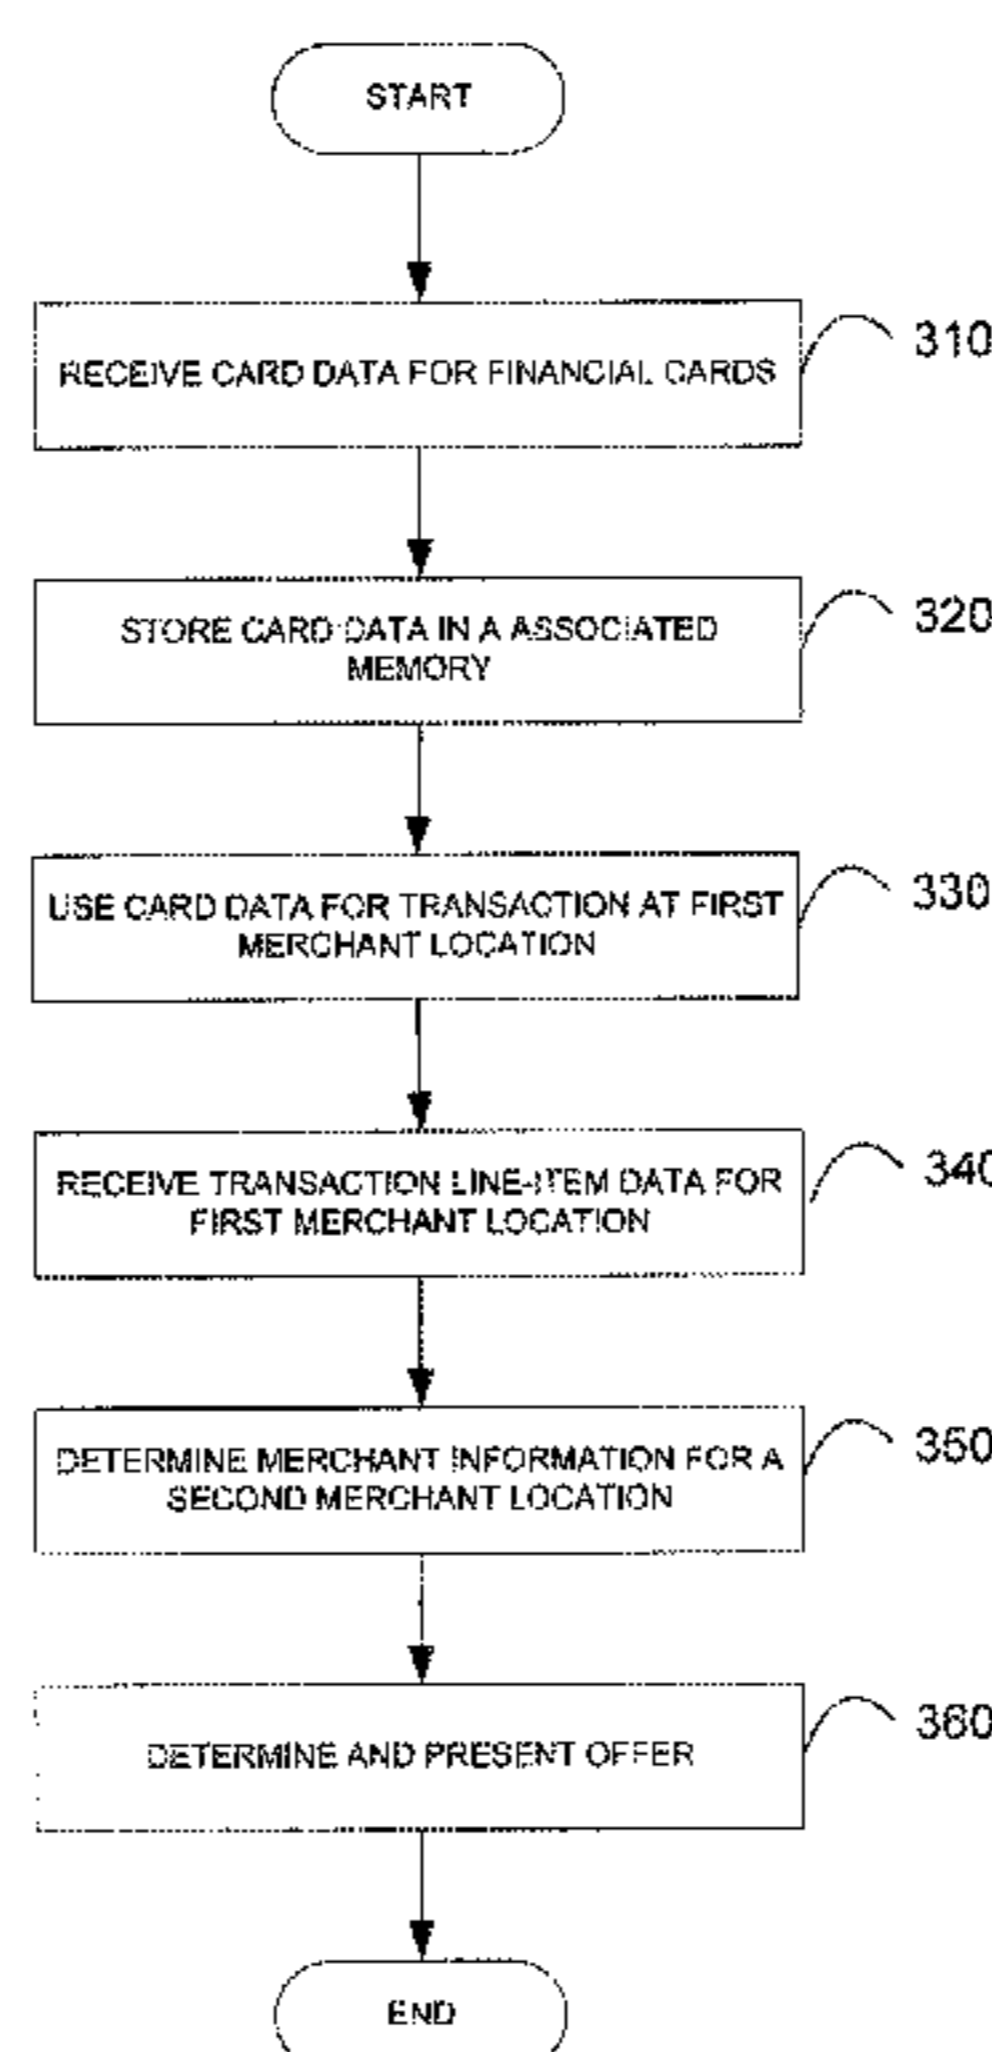 START
RECEIVE CARD DATA FOR FINANCIAL CARDS
310
STORE CARD DATA IN A ASSOCIATED
MEMORY
320
USE CARD DATA FOR TRANSACTION AT FIRST
MERCHANT LOCATION
330
RECEIVE TRANSACTION LINE-ITEM DATA FOR
FIRST MERCHANT LOCATION
340
DETERMINE MERCHANT INFORMATION FOR A
SECOND MERCHANT LOCATION
350
DETERMINE AND PRESENT OFFER
360
END